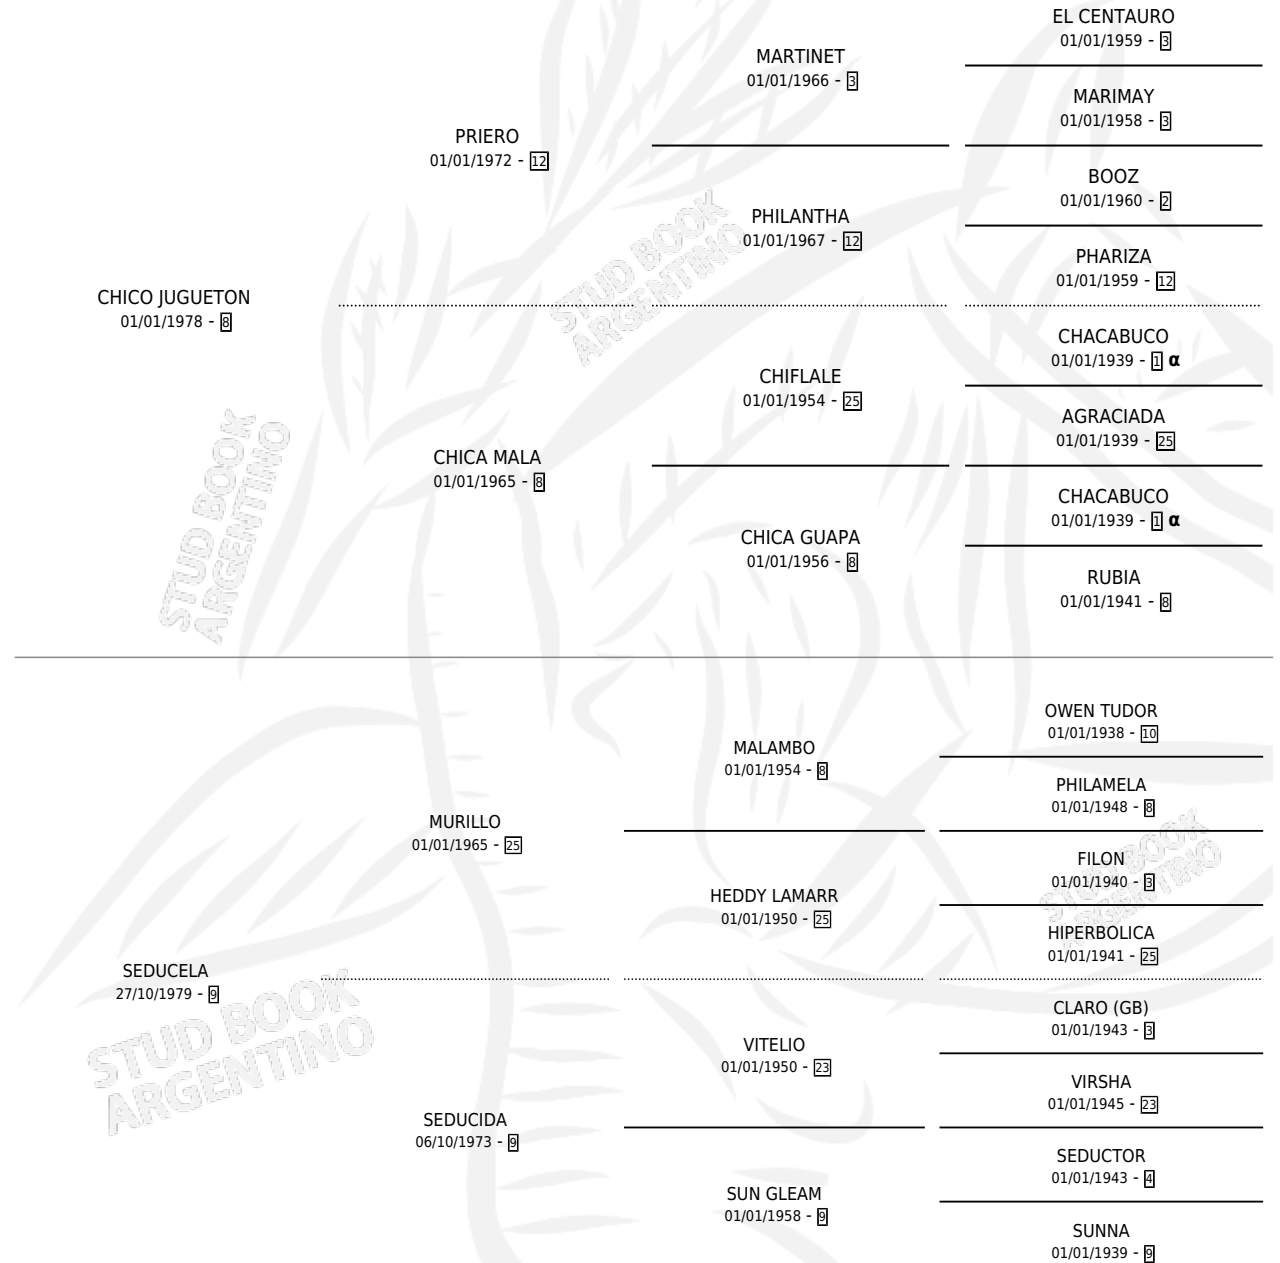 EL CENTAURO
01/01/1959 - 3
MARTINET
01/01/1966 - 3
MARIMAY
01/01/1958 - 3
PRIERO
01/01/1972 - 12
BOOZ
01/01/1960 - 2
PHILANTHA
01/01/1967 - 12
PHARIZA
01/01/1959 - 12
CHICO JUGUETON
01/01/1978 - 8
CHACABUCO
01/01/1939 - 1 α
CHIFLALE
01/01/1954 - 25
AGRACIADA
01/01/1939 - 25
CHICA MALA
01/01/1965 - 8
CHACABUCO
01/01/1939 - 1 α
CHICA GUAPA
01/01/1956 - 8
RUBIA
01/01/1941 - 8
STUD BOOK
ARGENTINO
STUD BOOK
ARGENTINO
OWEN TUDOR
01/01/1938 - 10
MALAMBO
01/01/1954 - 8
PHILAMELA
01/01/1948 - 8
MURILLO
01/01/1965 - 25
FILON
01/01/1940 - 3
HEDDY LAMARR
01/01/1950 - 25
HIPERBOLICA
01/01/1941 - 25
SEDUCELA
27/10/1979 - 9
CLARO (GB)
01/01/1943 - 3
VITELIO
01/01/1950 - 23
VIRSHA
01/01/1945 - 23
SEDUCIDA
06/10/1973 - 9
SEDUCTOR
01/01/1943 - 4
SUN GLEAM
01/01/1958 - 9
SUNNA
01/01/1939 - 9
STUD BOOK
ARGENTINO
STUD BOOK
ARGENTINO